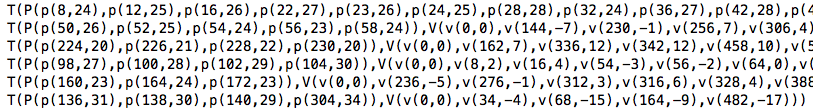 T(P(p(8,24),p(12,25),p(16,26),p(22,27),p(23,26),p(24,25),p(28,28),p(32,24),p(36,27),p(42,28),p(4
T(P(p(50,26),p(52,25),p(54,24),p(56,23),p(58,24)),V(v(0,0),v(144,-7),v(230,-1),v(256,7),v(306,4)
T(P(p(224,20),p(226,21),p(228,22),p(230,20)),V(v(0,0),v(162,7),v(336,12),v(342,12),v(458,10),v(5
T(P(p(98,27),p(100,28),p(102,29),p(104,30)),V(v(0,0),v(8,2),v(16,4),v(54,-3),v(56,-2),v(64,0),v(
T(P(p(160,23),p(164,24),p(172,23)),V(v(0,0),v(236,-5),v(276,-1),v(312,3),v(316,6),v(328,4),v(388
T(P(p(136,31),p(138,30),p(140,29),p(304,34)),V(v(0,0),v(34,-4),v(68,-15),v(164,-9),v(482,-17)))